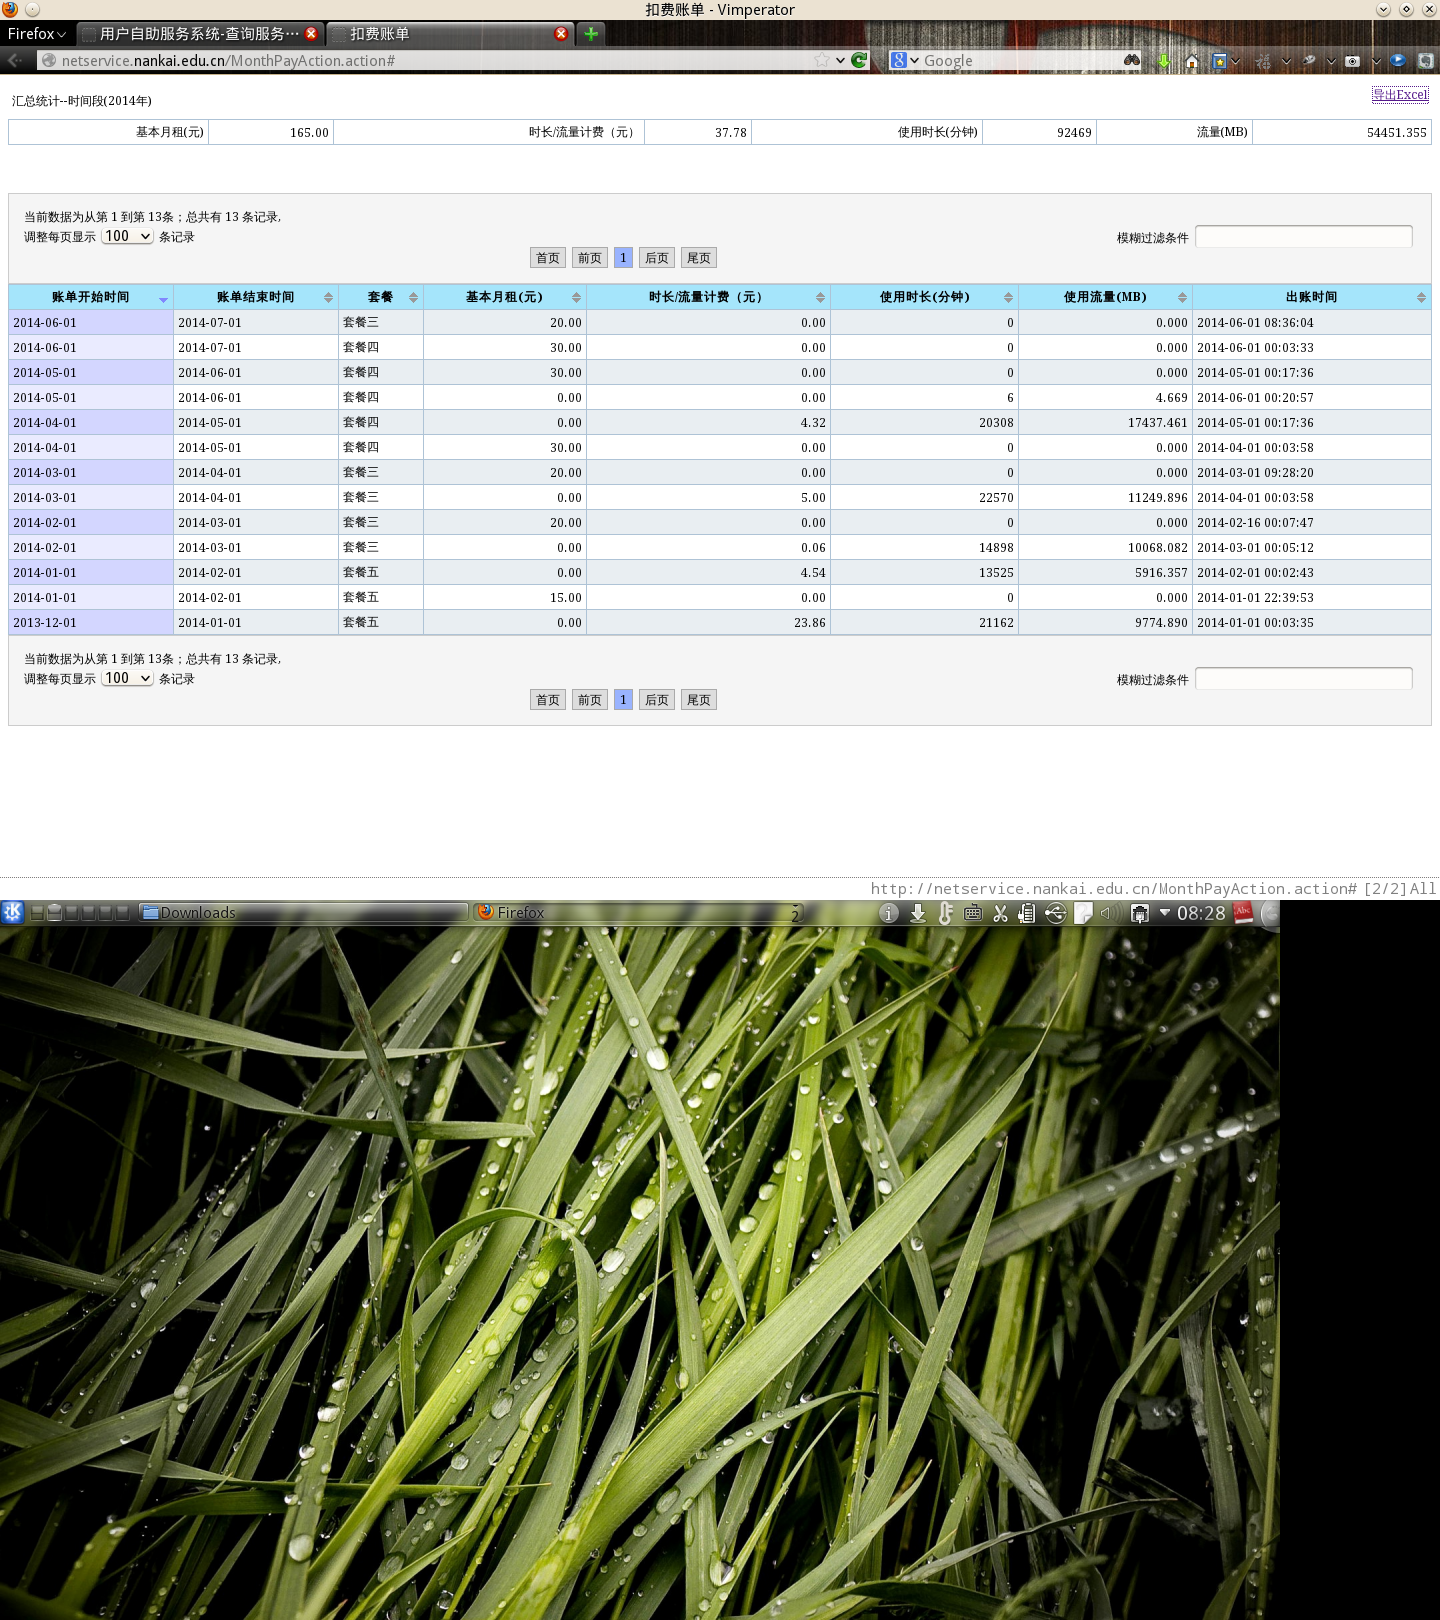 扣费账单 - Vimperator
Firefox 用户自助服务系统-查询服务… 扣费账单
netservice.nankai.edu.cn/MonthPayAction.action# Google
汇总统计--时间段(2014年) 导出Excel
基本月租(元) 165.00 时长/流量计费（元） 37.78 使用时长(分钟) 92469 流量(MB) 54451.355
当前数据为从第 1 到第 13条；总共有 13 条记录,
调整每页显示 100 条记录 模糊过滤条件
首页 前页 1 后页 尾页
账单开始时间 账单结束时间 套餐 基本月租(元) 时长/流量计费（元） 使用时长(分钟) 使用流量(MB) 出账时间
2014-06-01 2014-07-01 套餐三 20.00 0.00 0 0.000 2014-06-01 08:36:04
2014-06-01 2014-07-01 套餐四 30.00 0.00 0 0.000 2014-06-01 00:03:33
2014-05-01 2014-06-01 套餐四 30.00 0.00 0 0.000 2014-05-01 00:17:36
2014-05-01 2014-06-01 套餐四 0.00 0.00 6 4.669 2014-06-01 00:20:57
2014-04-01 2014-05-01 套餐四 0.00 4.32 20308 17437.461 2014-05-01 00:17:36
2014-04-01 2014-05-01 套餐四 30.00 0.00 0 0.000 2014-04-01 00:03:58
2014-03-01 2014-04-01 套餐三 20.00 0.00 0 0.000 2014-03-01 09:28:20
2014-03-01 2014-04-01 套餐三 0.00 5.00 22570 11249.896 2014-04-01 00:03:58
2014-02-01 2014-03-01 套餐三 20.00 0.00 0 0.000 2014-02-16 00:07:47
2014-02-01 2014-03-01 套餐三 0.00 0.06 14898 10068.082 2014-03-01 00:05:12
2014-01-01 2014-02-01 套餐五 0.00 4.54 13525 5916.357 2014-02-01 00:02:43
2014-01-01 2014-02-01 套餐五 15.00 0.00 0 0.000 2014-01-01 22:39:53
2013-12-01 2014-01-01 套餐五 0.00 23.86 21162 9774.890 2014-01-01 00:03:35
当前数据为从第 1 到第 13条；总共有 13 条记录,
调整每页显示 100 条记录 模糊过滤条件
首页 前页 1 后页 尾页
http://netservice.nankai.edu.cn/MonthPayAction.action# [2/2] All
Downloads Firefox 2 08:28 Abc